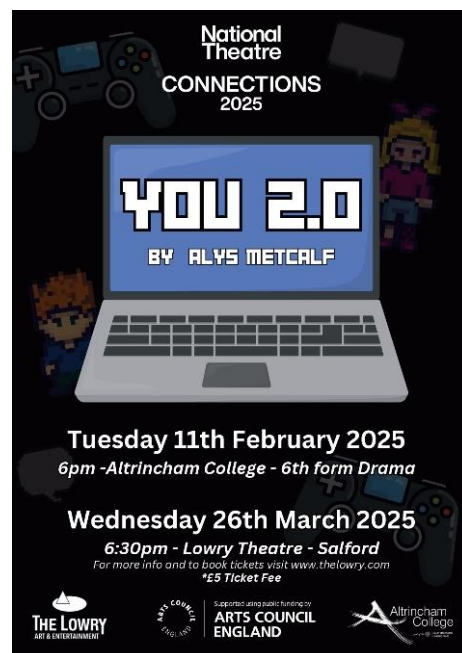 National
Theatre
CONNECTIONS
2025
YOU 2.0
BY ALYS METCALF
Tuesday 11th February 2025
6pm -Altrincham College - 6th form Drama
Wednesday 26th March 2025
6:30pm - Lowry Theatre - Salford
For more info and to book tickets visit www.thelowry.com
*£5 Ticket Fee
THE LOWRY
ART & ENTERTAINMENT
ARTS COUNCIL
ENGLAND
Supported using public funding by
ARTS COUNCIL
ENGLAND
Altrincham
College